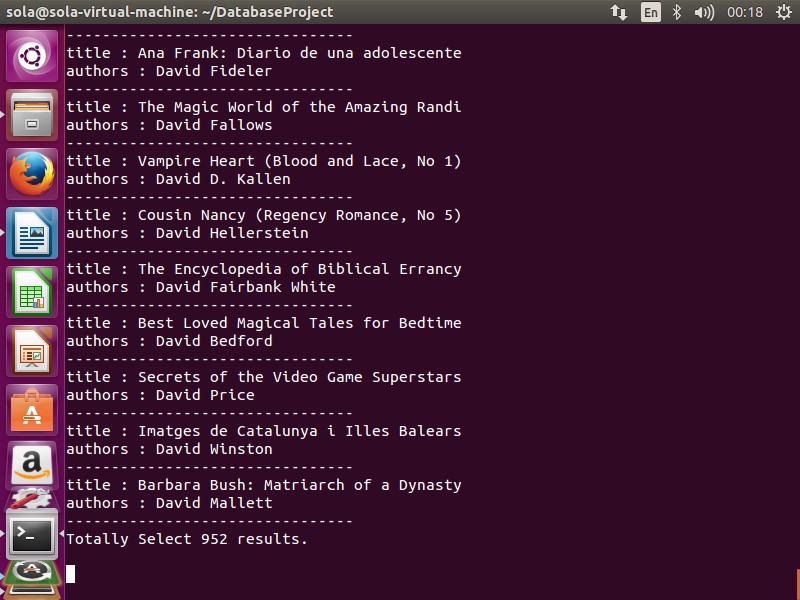 sola@sola-virtual-machine: ~/DatabaseProject
En
00:18
--------------------------------
title : Ana Frank: Diario de una adolescente
authors : David Fideler
--------------------------------
title : The Magic World of the Amazing Randi
authors : David Fallows
--------------------------------
title : Vampire Heart (Blood and Lace, No 1)
authors : David D. Kallen
--------------------------------
title : Cousin Nancy (Regency Romance, No 5)
authors : David Hellerstein
--------------------------------
title : The Encyclopedia of Biblical Errancy
authors : David Fairbank White
--------------------------------
title : Best Loved Magical Tales for Bedtime
authors : David Bedford
--------------------------------
title : Secrets of the Video Game Superstars
authors : David Price
--------------------------------
title : Imatges de Catalunya i Illes Balears
authors : David Winston
--------------------------------
title : Barbara Bush: Matriarch of a Dynasty
authors : David Mallett
--------------------------------
Totally Select 952 results.